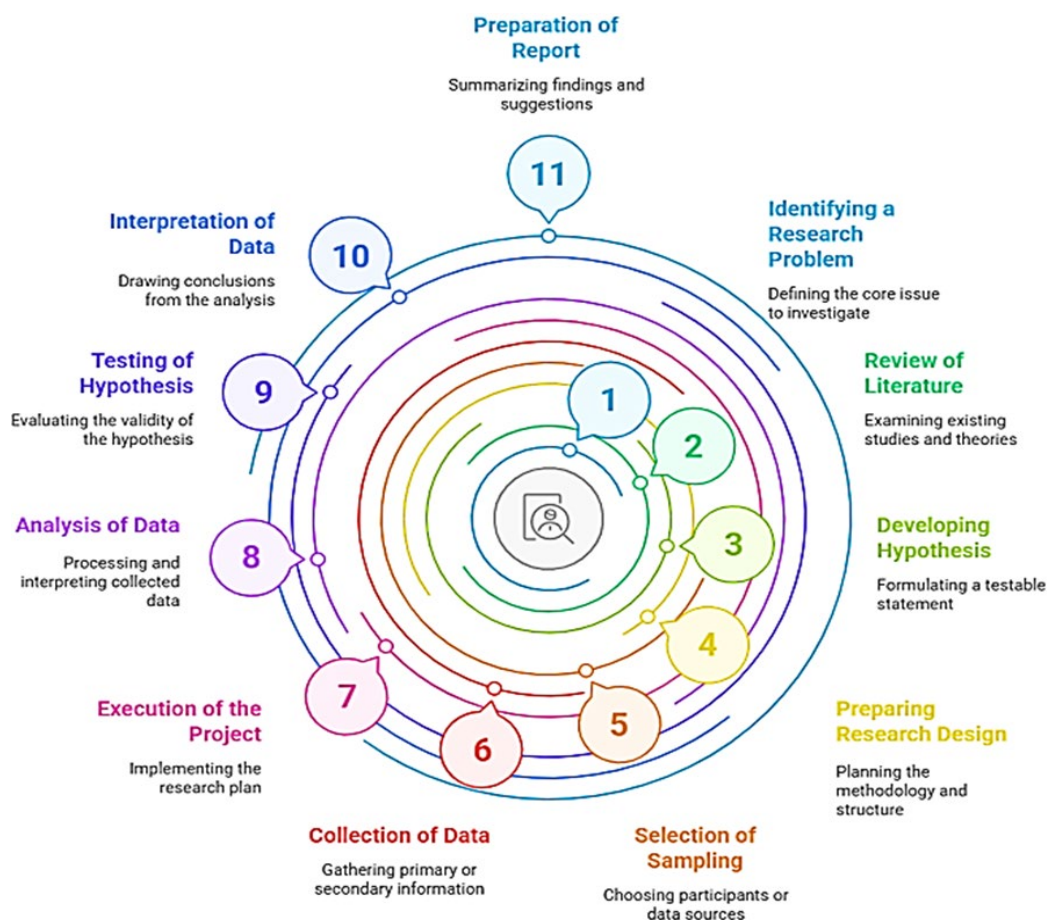 Preparation of
Report
Summarizing findings and
suggestions
11
Identifying a
Research
Problem
Defining the core issue
to investigate
1
Review of
Literature
Examining existing
studies and theories
2
Developing
Hypothesis
Formulating a testable
statement
3
Preparing
Research Design
Planning the
methodology and
structure
4
Selection of
Sampling
Choosing participants or
data sources
5
Collection of Data
Gathering primary or
secondary information
6
Execution of the
Project
Implementing the
research plan
7
Analysis of Data
Processing and
interpreting collected
data
8
Testing of
Hypothesis
Evaluating the validity of
the hypothesis
9
Interpretation of
Data
Drawing conclusions
from the analysis
10